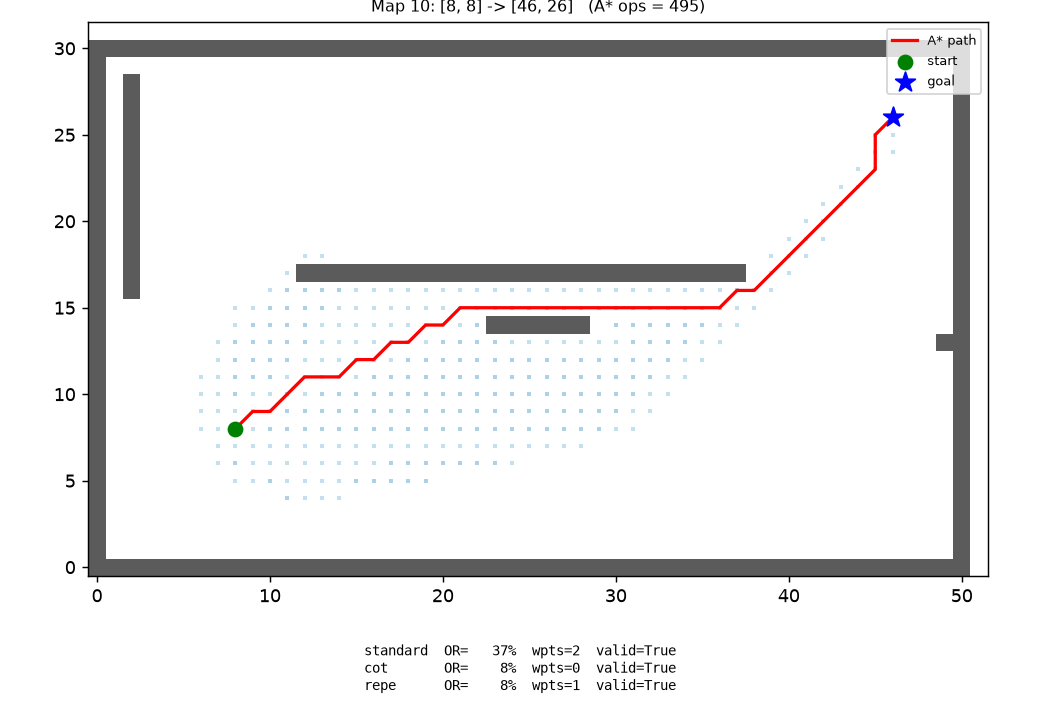 Map 10: [8, 8] -> [46, 26]   (A* ops = 495)
A* path
start
goal
30
25
20
15
10
5
0
0 10 20 30 40 50
standard  OR=   37%  wpts=2  valid=True
cot       OR=    8%  wpts=0  valid=True
repe      OR=    8%  wpts=1  valid=True